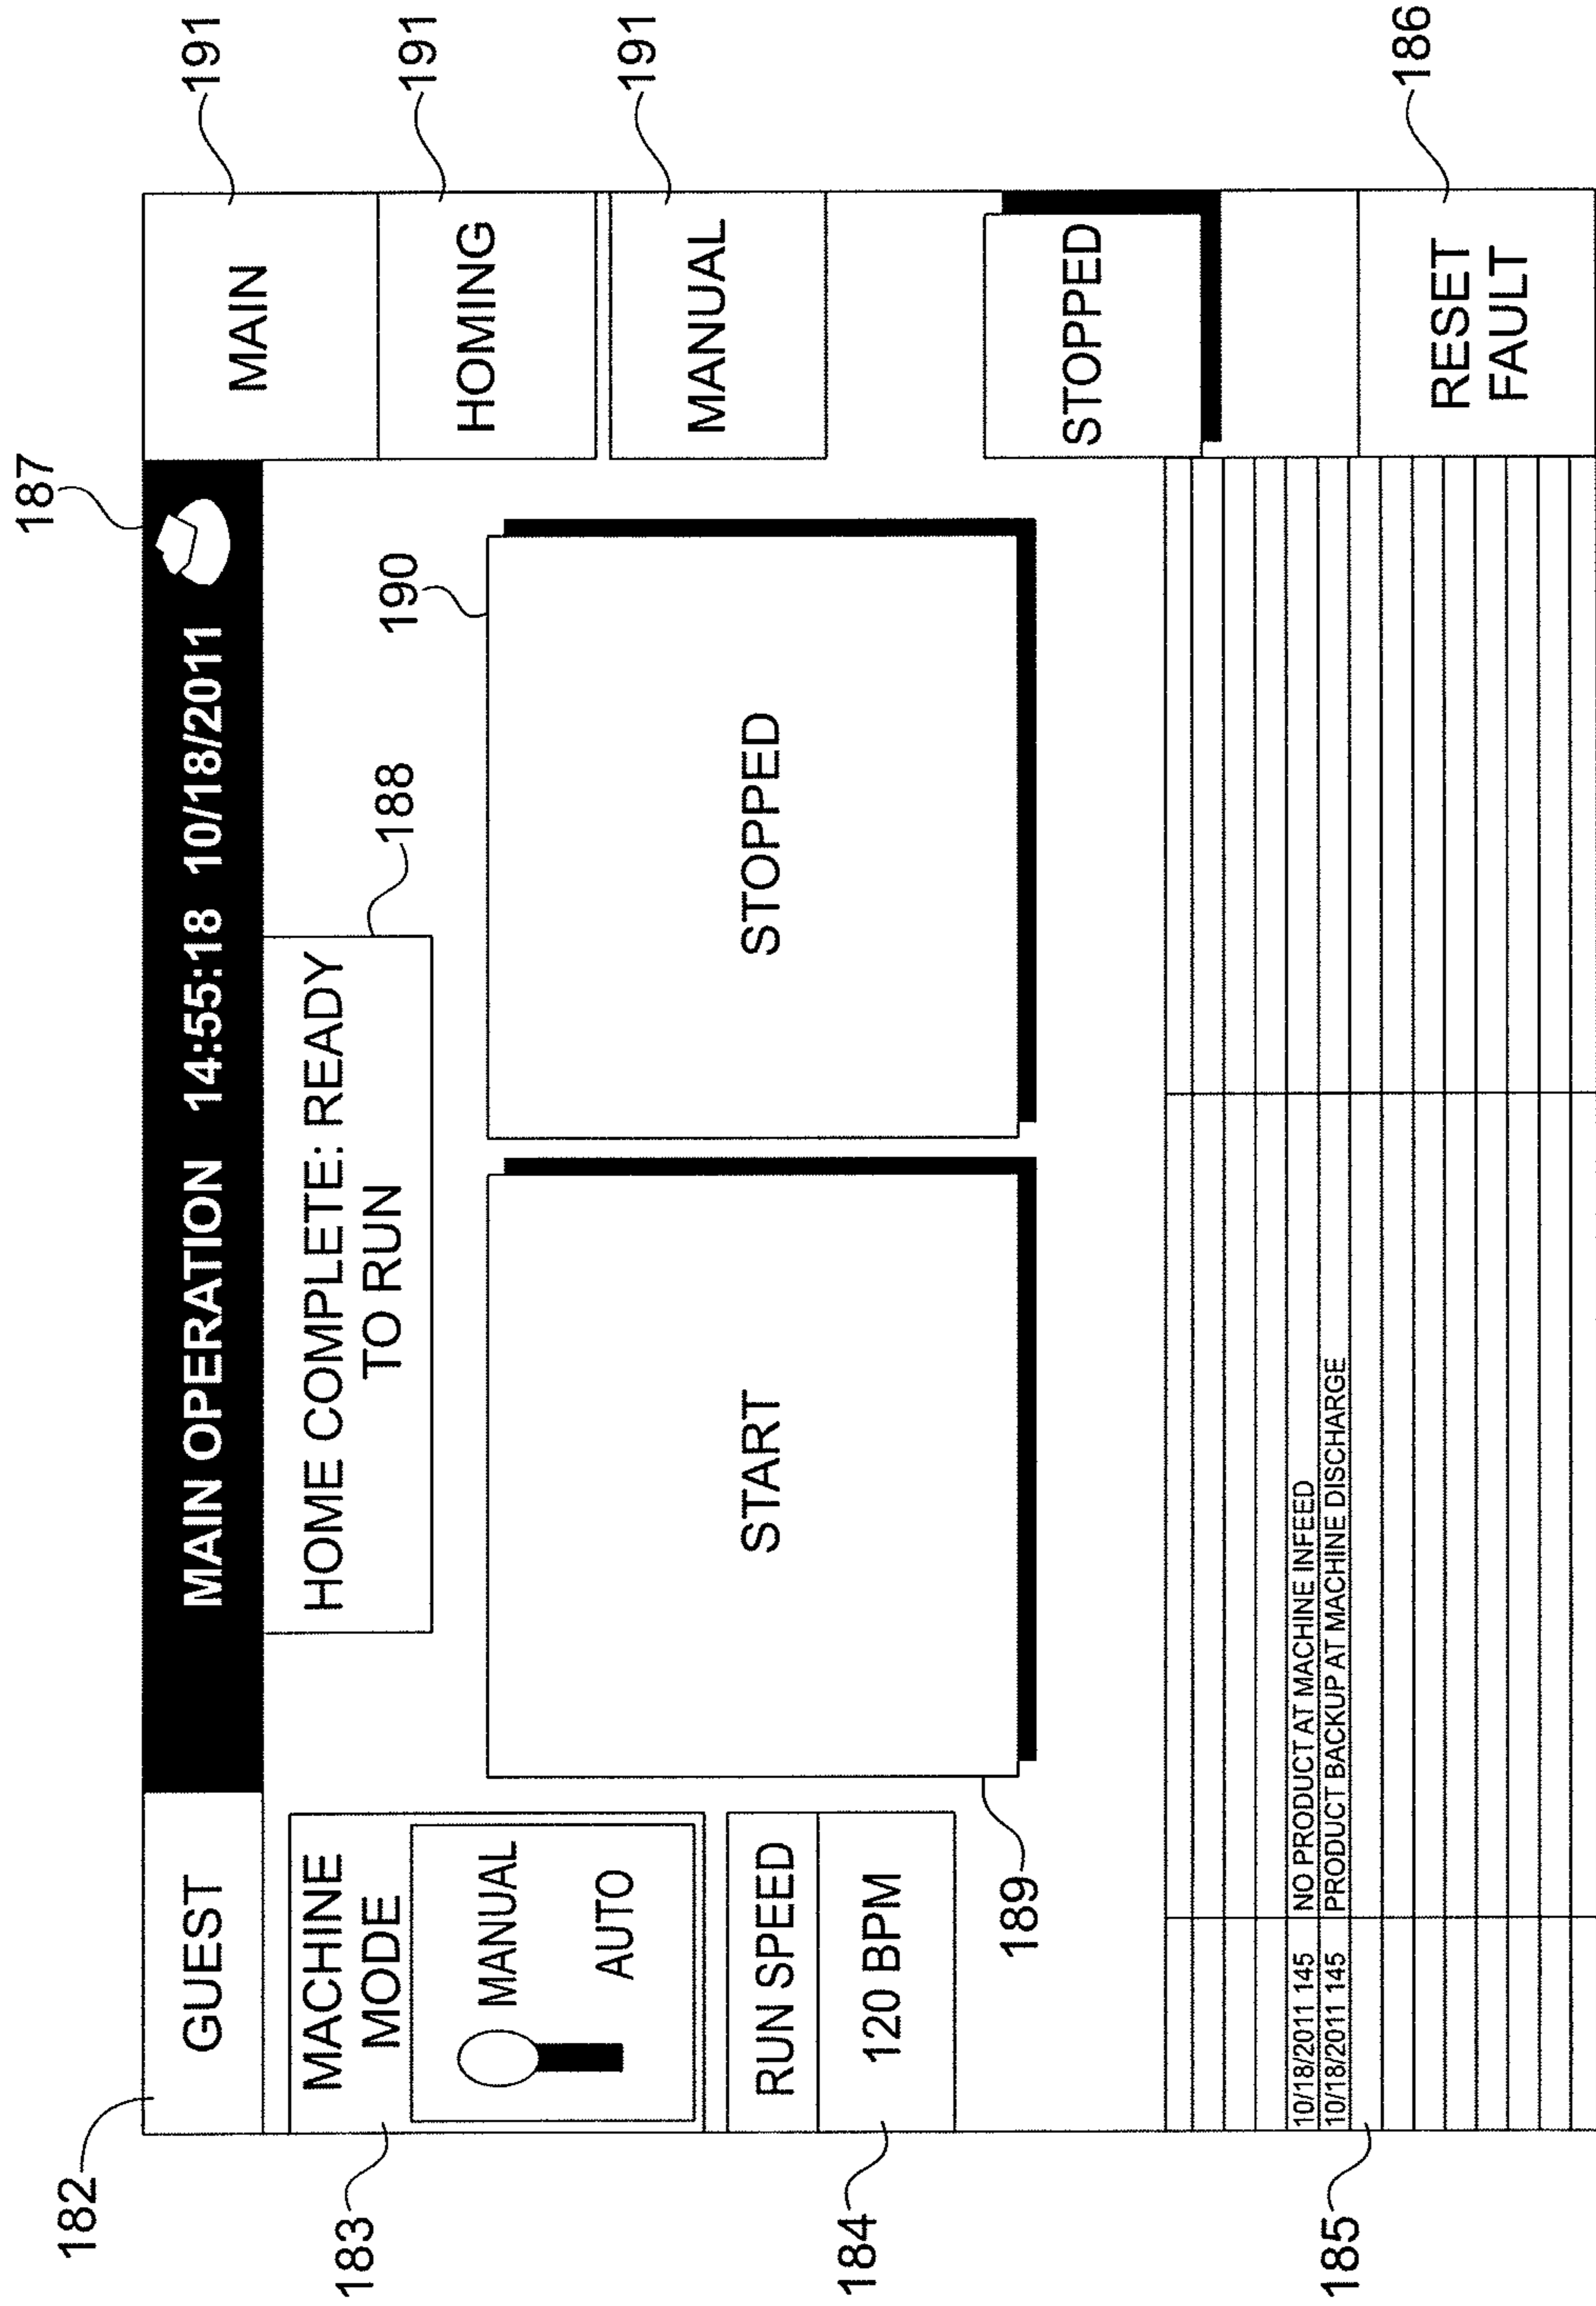 187
182
GUEST
MAIN OPERATION 14:55:18 10/18/2011
MAIN
191
HOME COMPLETE: READY
TO RUN
188
190
HOMING
191
183
MACHINE
MODE
MANUAL
AUTO
MANUAL
191
START
STOPPED
184
RUN SPEED
120 BPM
189
STOPPED
185
10/18/2011 145 NO PRODUCT AT MACHINE INFEED
10/18/2011 145 PRODUCT BACKUP AT MACHINE DISCHARGE
RESET
FAULT
186